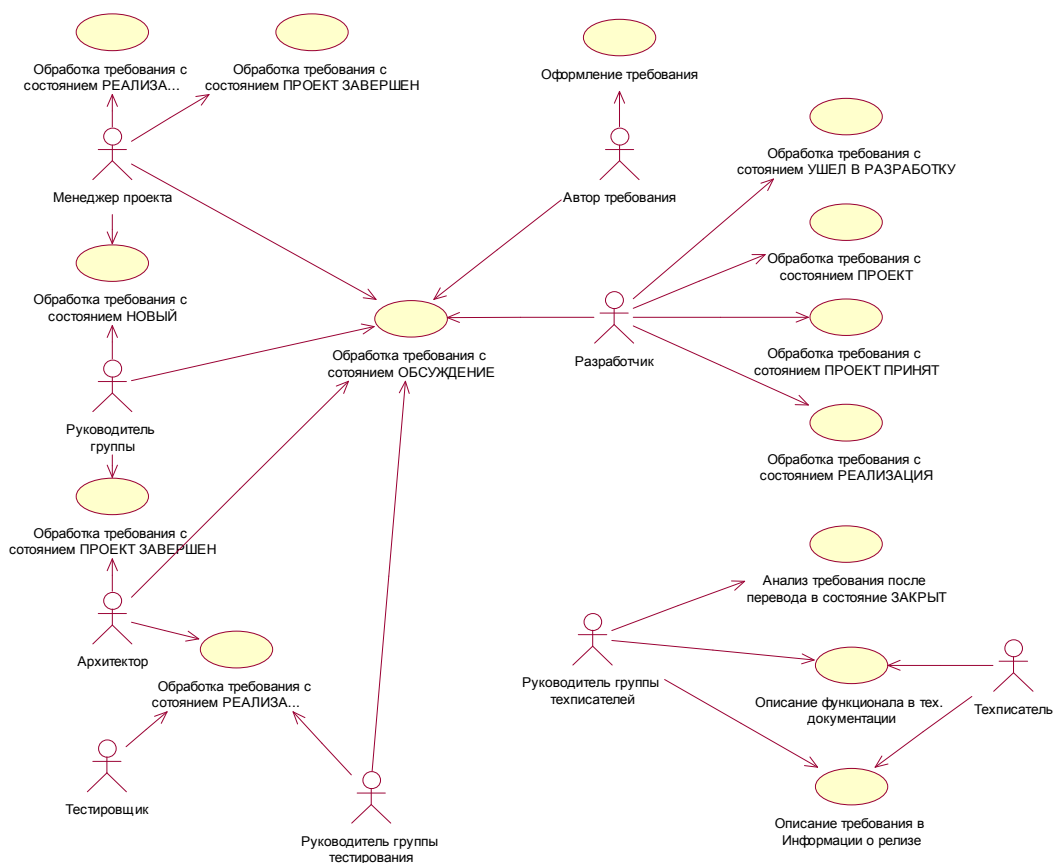 Обработка требования с
состоянием РЕАЛИЗА...
Обработка требования с
состоянием ПРОЕКТ ЗАВЕРШЕН
Оформление требования
Обработка требования с
сотоянием УШЕЛ В РАЗРАБОТКУ
Менеджер проекта
Автор требования
Обработка требования с
состоянием ПРОЕКТ
Обработка требования с
состоянием НОВЫЙ
Обработка требования с
сотоянием ОБСУЖДЕНИЕ
Разработчик
Обработка требования с
сотоянием ПРОЕКТ ПРИНЯТ
Руководитель
группы
Обработка требования с
состоянием РЕАЛИЗАЦИЯ
Обработка требования с
сотоянием ПРОЕКТ ЗАВЕРШЕН
Анализ требования после
перевода в состояние ЗАКРЫТ
Архитектор
Обработка требования с
сотоянием РЕАЛИЗА...
Руководитель группы
техписателей
Описание функционала в тех.
документации
Техписатель
Тестировщик
Руководитель группы
тестирования
Описание требования в
Информации о релизе